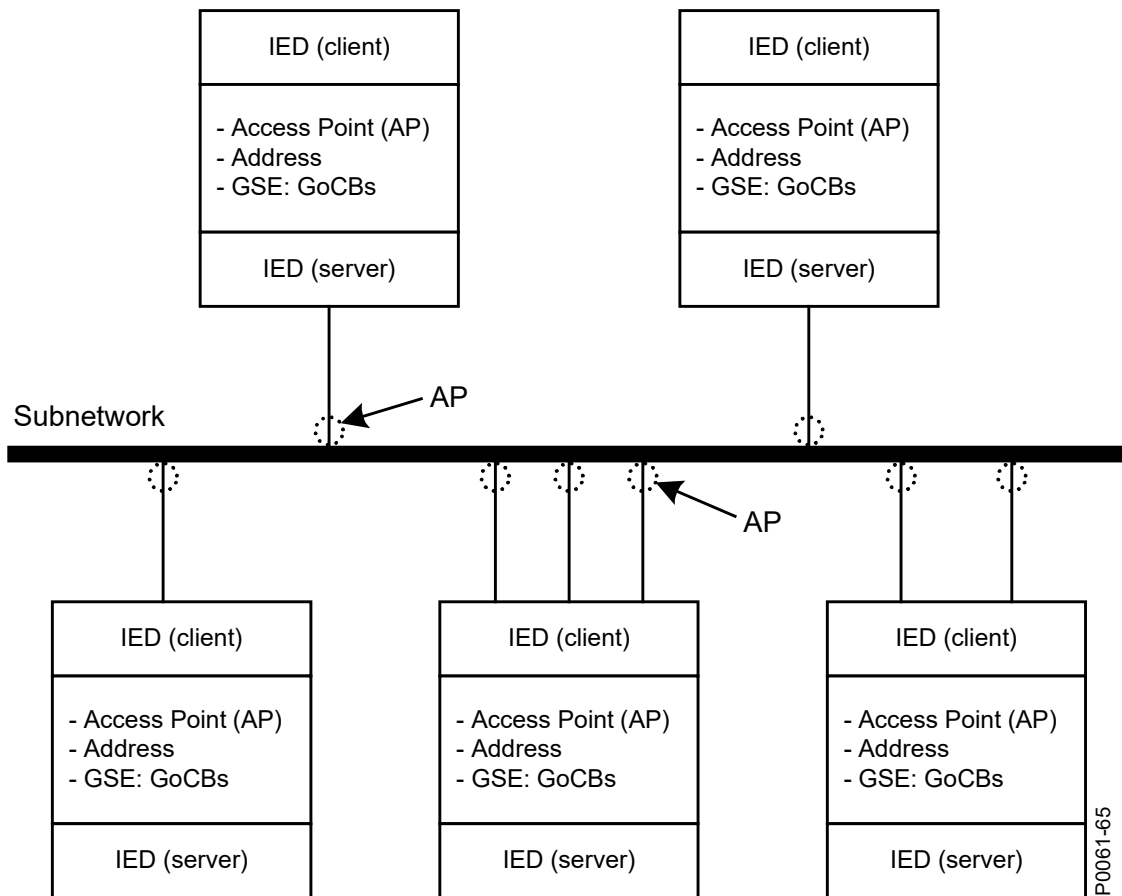 IED (client)
- Access Point (AP)
- Address
- GSE: GoCBs
IED (server)
IED (client)
- Access Point (AP)
- Address
- GSE: GoCBs
IED (server)
AP
Subnetwork
AP
IED (client)
- Access Point (AP)
- Address
- GSE: GoCBs
IED (server)
IED (client)
- Access Point (AP)
- Address
- GSE: GoCBs
IED (server)
IED (client)
- Access Point (AP)
- Address
- GSE: GoCBs
IED (server)
P0061-65